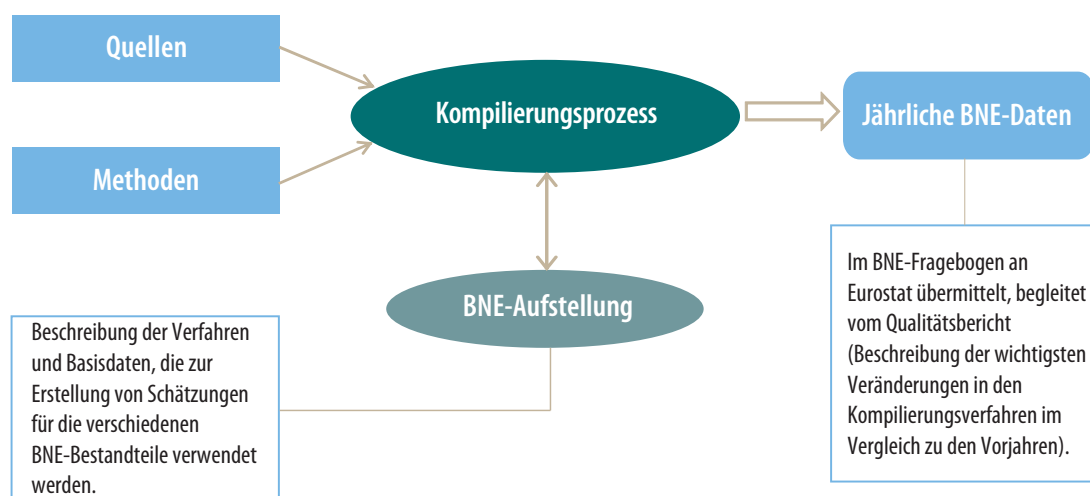 Quellen
Methoden
Kompilierungsprozess
Jährliche BNE-Daten
BNE-Aufstellung
Beschreibung der Verfahren
und Basisdaten, die zur
Erstellung von Schätzungen
für die verschiedenen
BNE-Bestandteile verwendet
werden.
Im BNE-Fragebogen an
Eurostat übermittelt, begleitet
vom Qualitätsbericht
(Beschreibung der wichtigsten
Veränderungen in den
Kompilierungsverfahren im
Vergleich zu den Vorjahren).